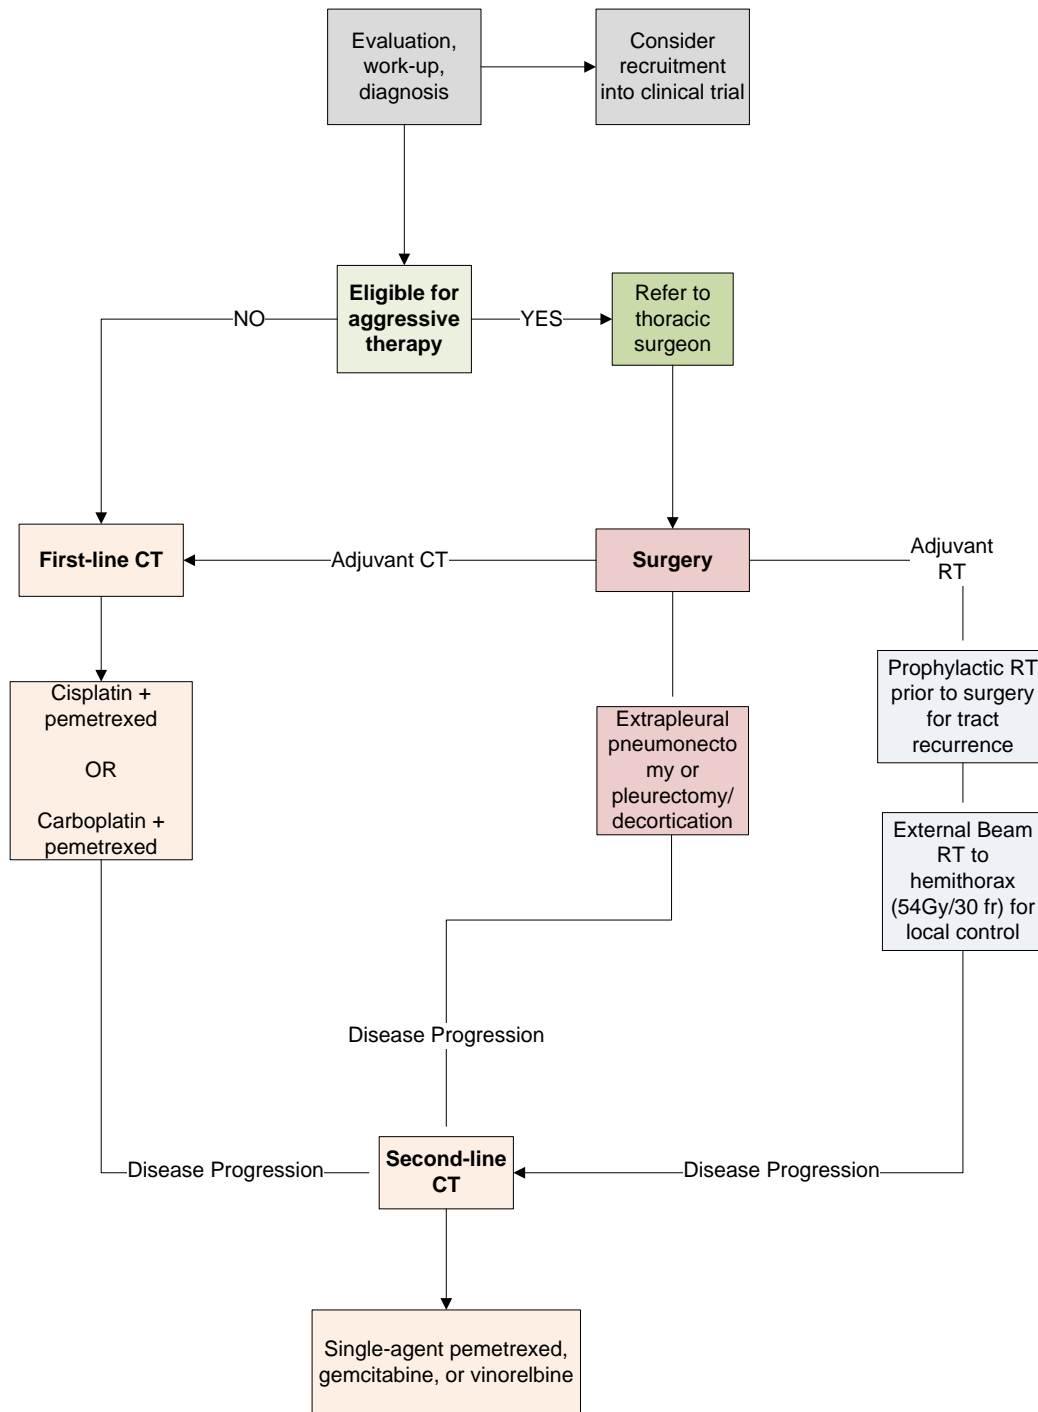 Evaluation,
work-up,
diagnosis
Consider
recruitment
into clinical trial
Eligible for
aggressive
therapy
Refer to
thoracic
surgeon
NO
YES
First-line CT
Adjuvant CT
Surgery
Adjuvant
RT
Cisplatin +
pemetrexed
OR
Carboplatin +
pemetrexed
Extrapleural
pneumonecto
my or
pleurectomy/
decortication
Prophylactic RT
prior to surgery
for tract
recurrence
External Beam
RT to
hemithorax
(54Gy/30 fr) for
local control
Disease Progression
Disease Progression
Second-line
CT
Disease Progression
Single-agent pemetrexed,
gemcitabine, or vinorelbine